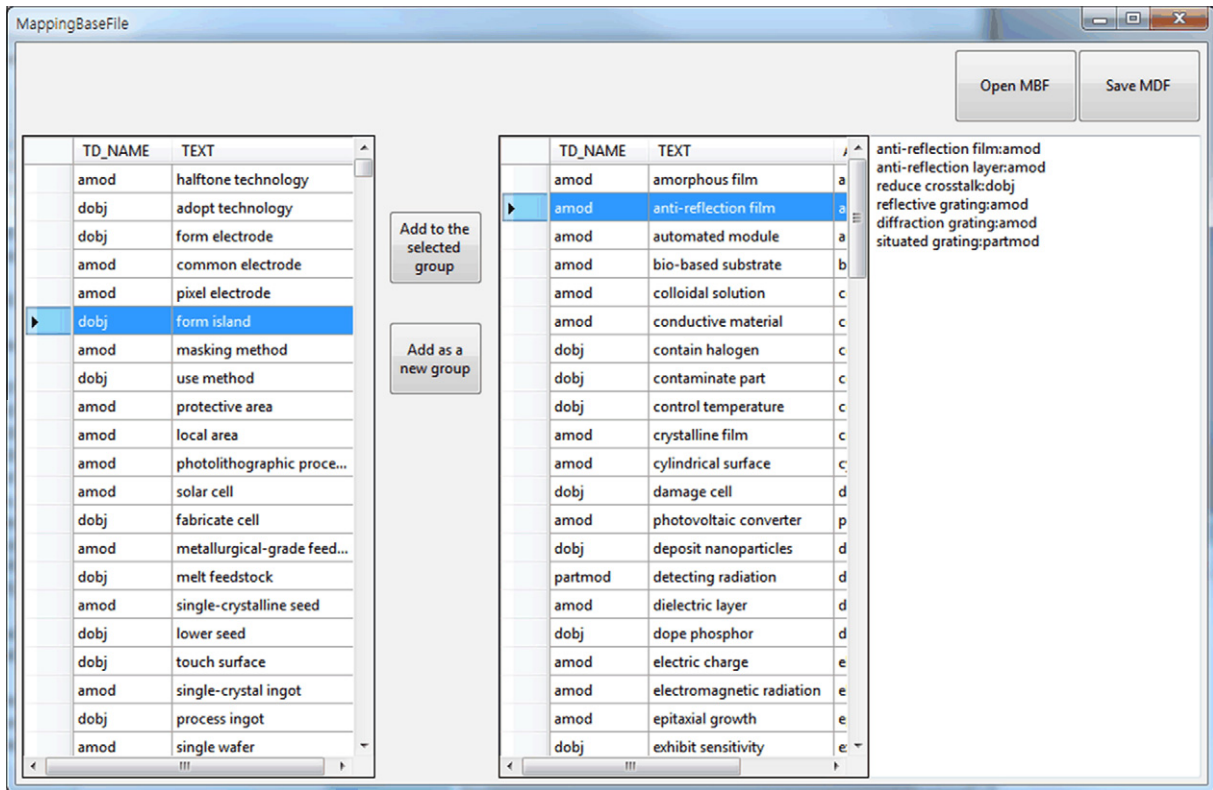 MappingBaseFile
Open MBF
Save MDF
TD_NAME TEXT
amod halftone technology
dobj adopt technology
dobj form electrode
amod common electrode
amod pixel electrode
dobj form island
amod masking method
dobj use method
amod protective area
amod local area
amod photolithographic proce...
amod solar cell
dobj fabricate cell
amod metallurgical-grade feed...
dobj melt feedstock
amod single-crystalline seed
dobj lower seed
dobj touch surface
amod single-crystal ingot
dobj process ingot
amod single wafer
Add to the
selected
group
Add as a
new group
TD_NAME TEXT
amod amorphous film a
amod anti-reflection film a
amod automated module a
amod bio-based substrate b
amod colloidal solution c
amod conductive material c
dobj contain halogen c
dobj contaminate part c
dobj control temperature c
amod crystalline film c
amod cylindrical surface c
dobj damage cell d
amod photovoltaic converter p
dobj deposit nanoparticles d
partmod detecting radiation d
amod dielectric layer d
dobj dope phosphor d
amod electric charge e
amod electromagnetic radiation e
amod epitaxial growth e
dobj exhibit sensitivity e
anti-reflection film:amod
anti-reflection layer:amod
reduce crosstalk:dobj
reflective grating:amod
diffraction grating:amod
situated grating:partmod